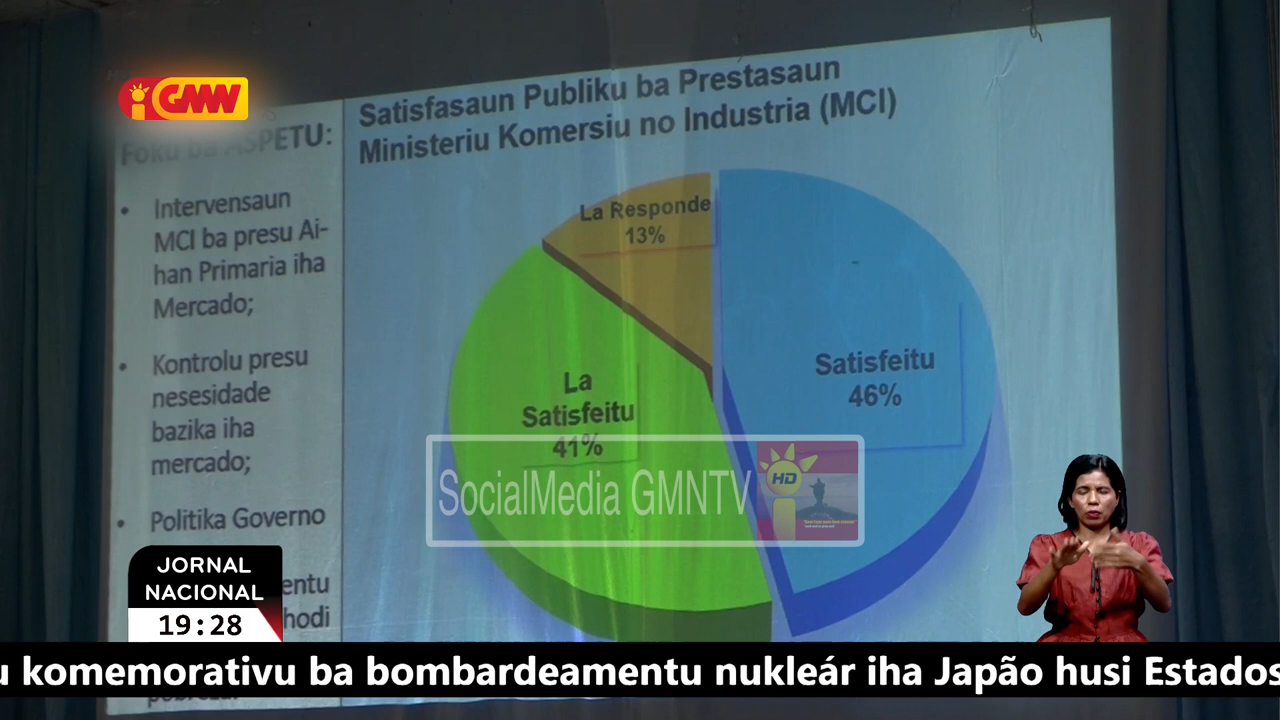 GMN
Satisfasaun Publiku ba Prestasaun
Ministeriu Komersiu no Industria (MCI)
Foku ba ASPETU:
• Intervensaun
MCI ba presu Ai-
han Primaria iha
Mercado;
• Kontrolu presu
nesesidade
bazika iha
mercado;
• Politika Governo
entu
hodi
La Responde
13%
Satisfeitu
46%
La
Satisfeitu
41%
SocialMedia GMNTV
HD
JORNAL
NACIONAL
19:28
u komemorativu ba bombardeamentu nukleár iha Japão husi Estados